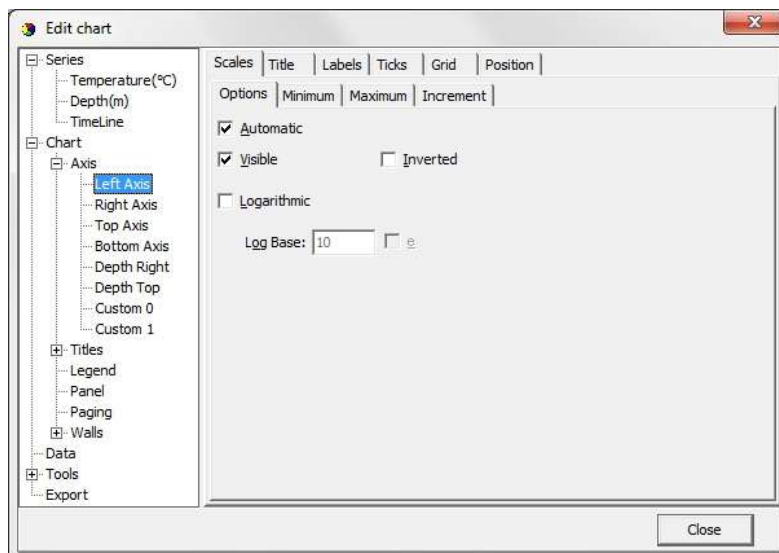 Edit chart
Series
Temperature(°C)
Depth(m)
TimeLine
Chart
Axis
Left Axis
Right Axis
Top Axis
Bottom Axis
Depth Right
Depth Top
Custom 0
Custom 1
Titles
Legend
Panel
Paging
Walls
Data
Tools
Export
Scales Title Labels Ticks Grid Position
Options Minimum Maximum Increment
Automatic
Visible Inverted
Logarithmic
Log Base: 10 e
Close